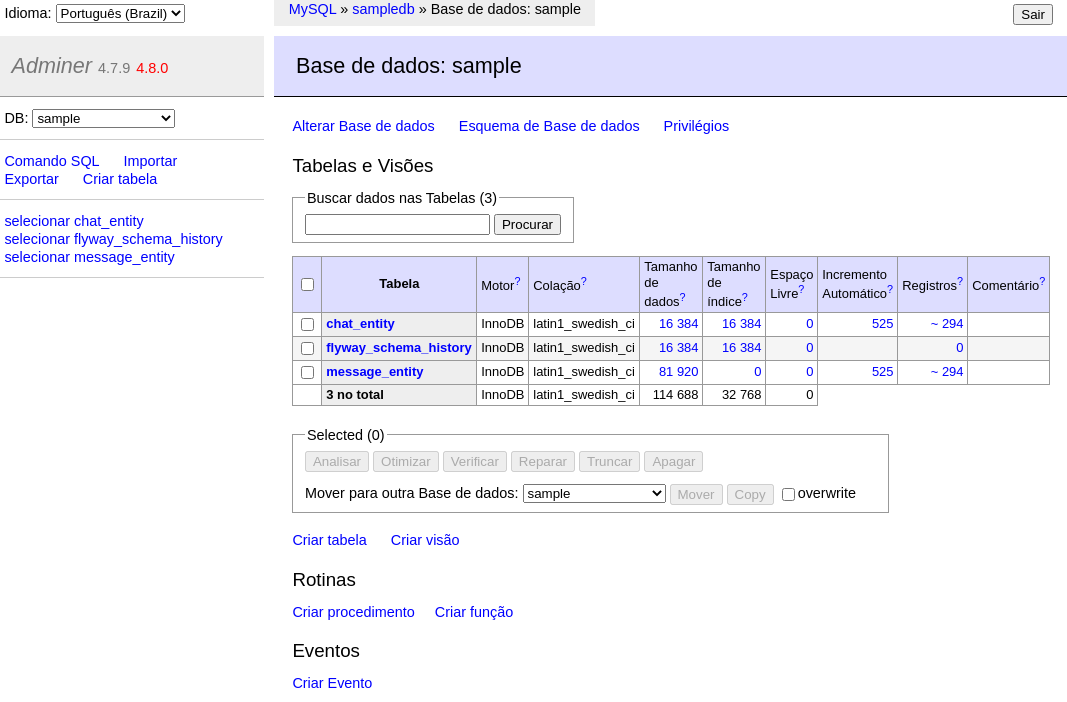 Idioma: Português (Brazil)
MySQL » sampledb » Base de dados: sample
Sair
Adminer 4.7.9 4.8.0
Base de dados: sample
DB: sample
Comando SQL Importar
Exportar Criar tabela
selecionar chat_entity
selecionar flyway_schema_history
selecionar message_entity
Alterar Base de dados Esquema de Base de dados Privilégios
Tabelas e Visões
Buscar dados nas Tabelas (3)
Procurar
Tabela Motor? Colação? Tamanho de dados? Tamanho de índice? Espaço Livre? Incremento Automático? Registros? Comentário?
chat_entity InnoDB latin1_swedish_ci 16 384 16 384 0 525 ~ 294
flyway_schema_history InnoDB latin1_swedish_ci 16 384 16 384 0 0
message_entity InnoDB latin1_swedish_ci 81 920 0 0 525 ~ 294
3 no total InnoDB latin1_swedish_ci 114 688 32 768 0
Selected (0)
Analisar Otimizar Verificar Reparar Truncar Apagar
Mover para outra Base de dados: sample Mover Copy overwrite
Criar tabela Criar visão
Rotinas
Criar procedimento Criar função
Eventos
Criar Evento